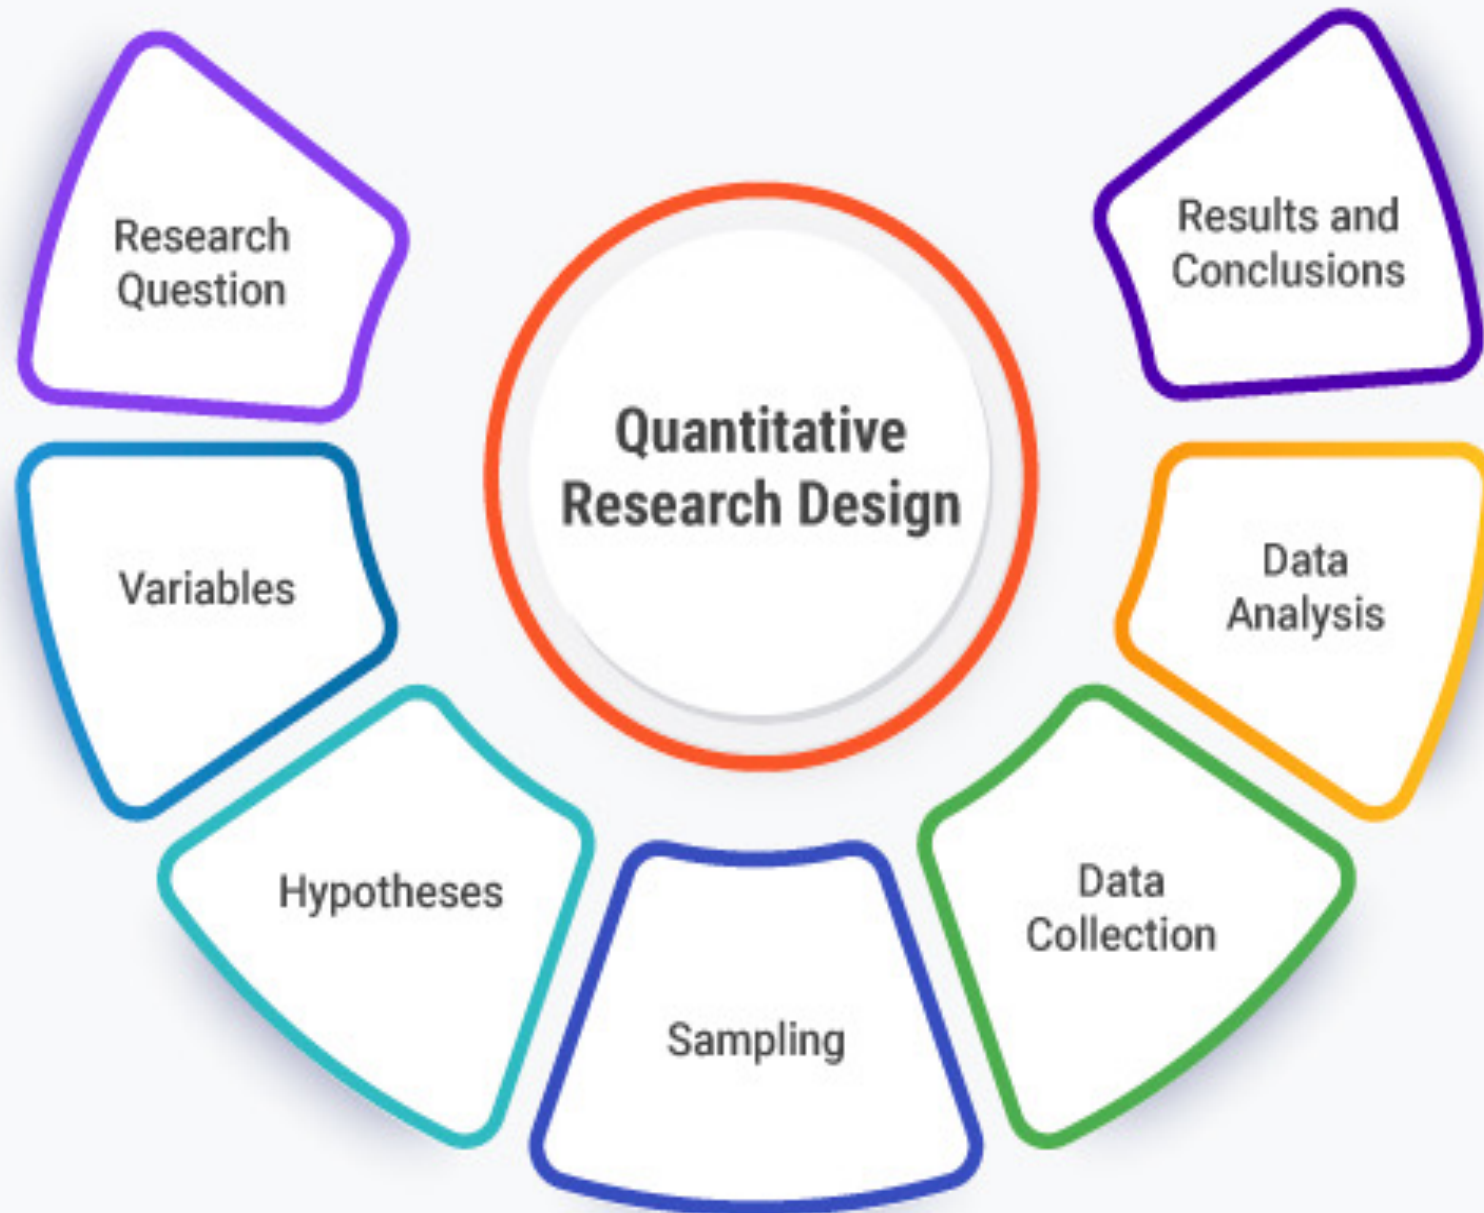 Quantitative
Research Design
Research
Question
Variables
Hypotheses
Sampling
Data
Collection
Data
Analysis
Results and
Conclusions